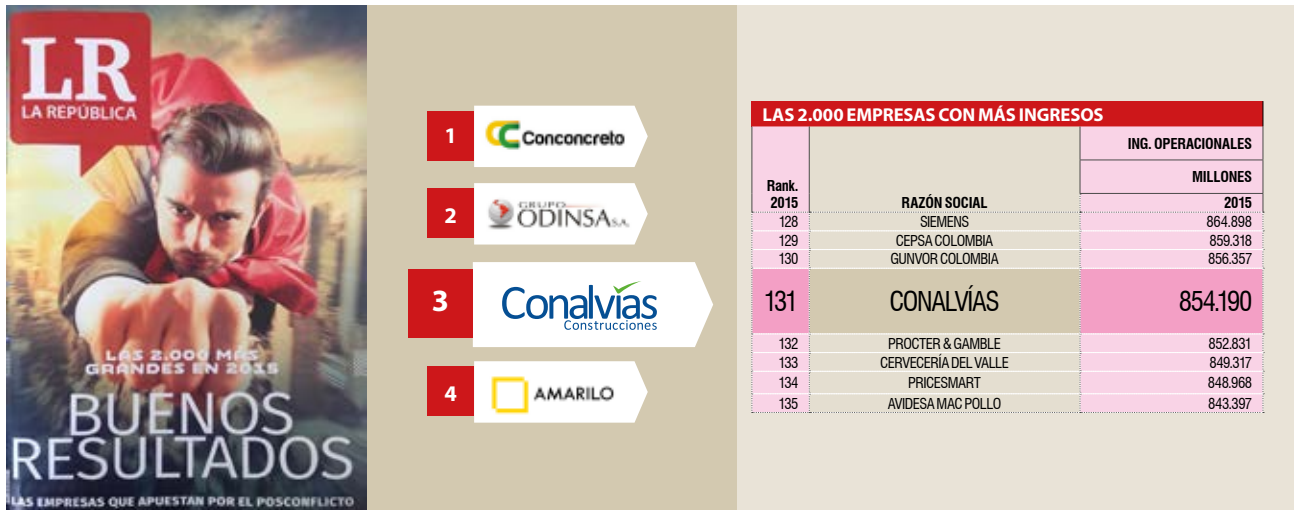 LR
LA REPÚBLICA
LAS 2.000 MÁS
GRANDES EN 2015
BUENOS
RESULTADOS
LAS EMPRESAS QUE APUESTAN POR EL POSCONFLICTO
1 Conconcreto
2 GRUPO ODINSA S.A.
3 Conalvías
Construcciones
4 AMARILO
LAS 2.000 EMPRESAS CON MÁS INGRESOS
ING. OPERACIONALES
MILLONES
Rank.
2015 RAZÓN SOCIAL 2015
128 SIEMENS 864.898
129 CEPSA COLOMBIA 859.318
130 GUNVOR COLOMBIA 856.357
131 CONALVÍAS 854.190
132 PROCTER & GAMBLE 852.831
133 CERVECERÍA DEL VALLE 849.317
134 PRICESMART 848.968
135 AVIDESA MAC POLLO 843.397